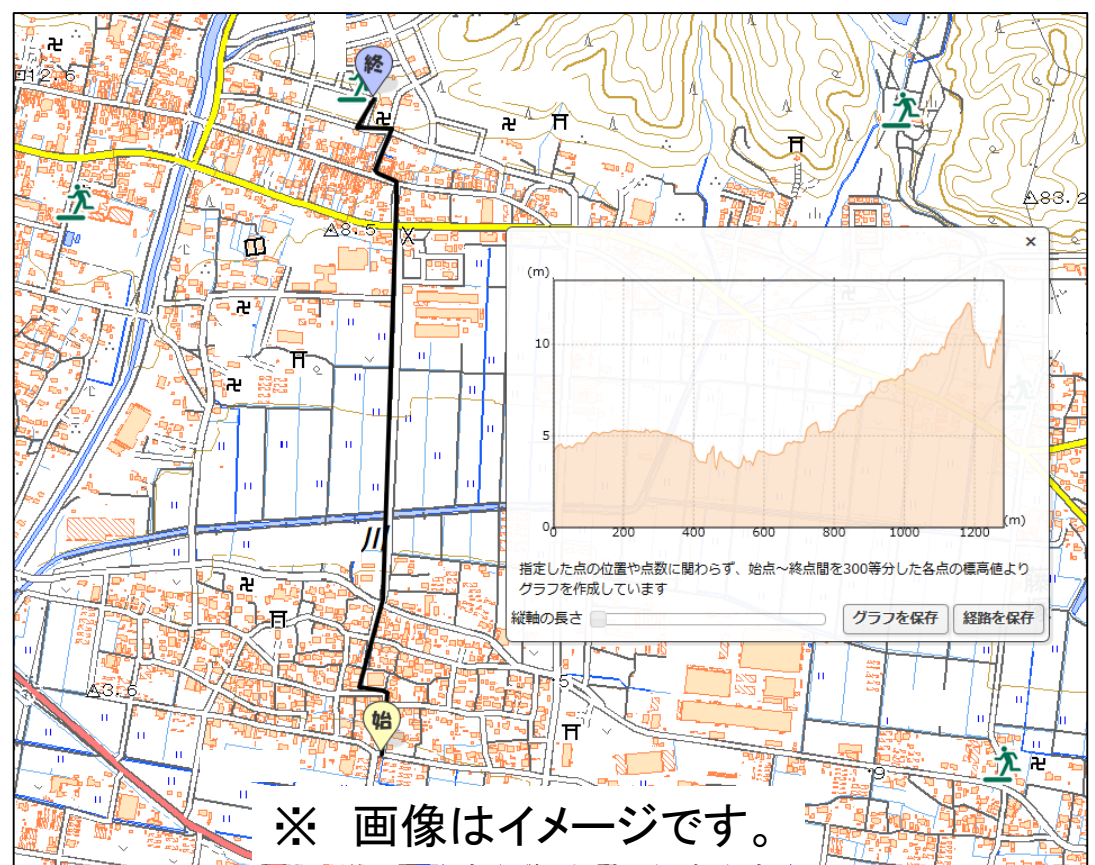 終
12.6
△83.2
△8.5
×
(m)
10
5
0
0
200
400
600
800
1000
1200
(m)
指定した点の位置や点数に関わらず、始点～終点間を300等分した各点の標高値より
グラフを作成しています
縦軸の長さ
グラフを保存
経路を保存
川
△3.6
5
始
9
※ 画像はイメージです。